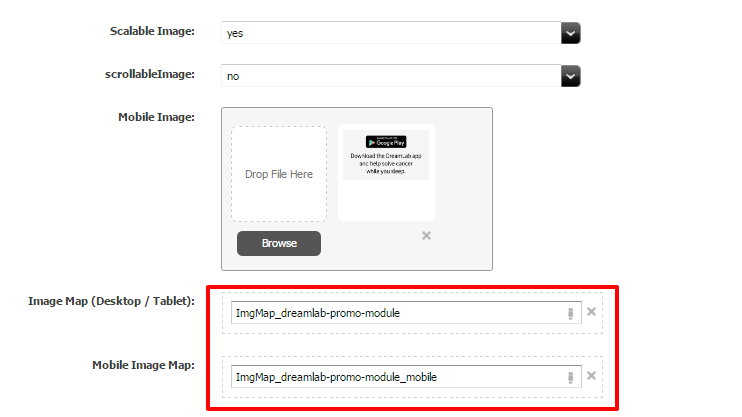 Scalable Image:
yes
scrollableImage:
no
Mobile Image:
Drop File Here
Google Play
Download the DreamLab app
and help solve cancer
while you sleep.
Browse
Image Map (Desktop / Tablet):
ImgMap_dreamlab-promo-module
Mobile Image Map:
ImgMap_dreamlab-promo-module_mobile